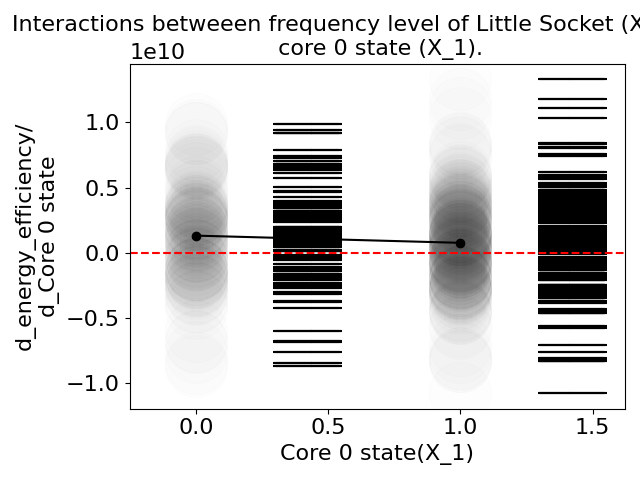 Interactions betweeen frequency level of Little Socket (X
core 0 state (X_1).
1e10
d_energy_efficiency/
d_Core 0 state
1.0
0.5
0.0
−0.5
−1.0
0.0 0.5 1.0 1.5
Core 0 state(X_1)